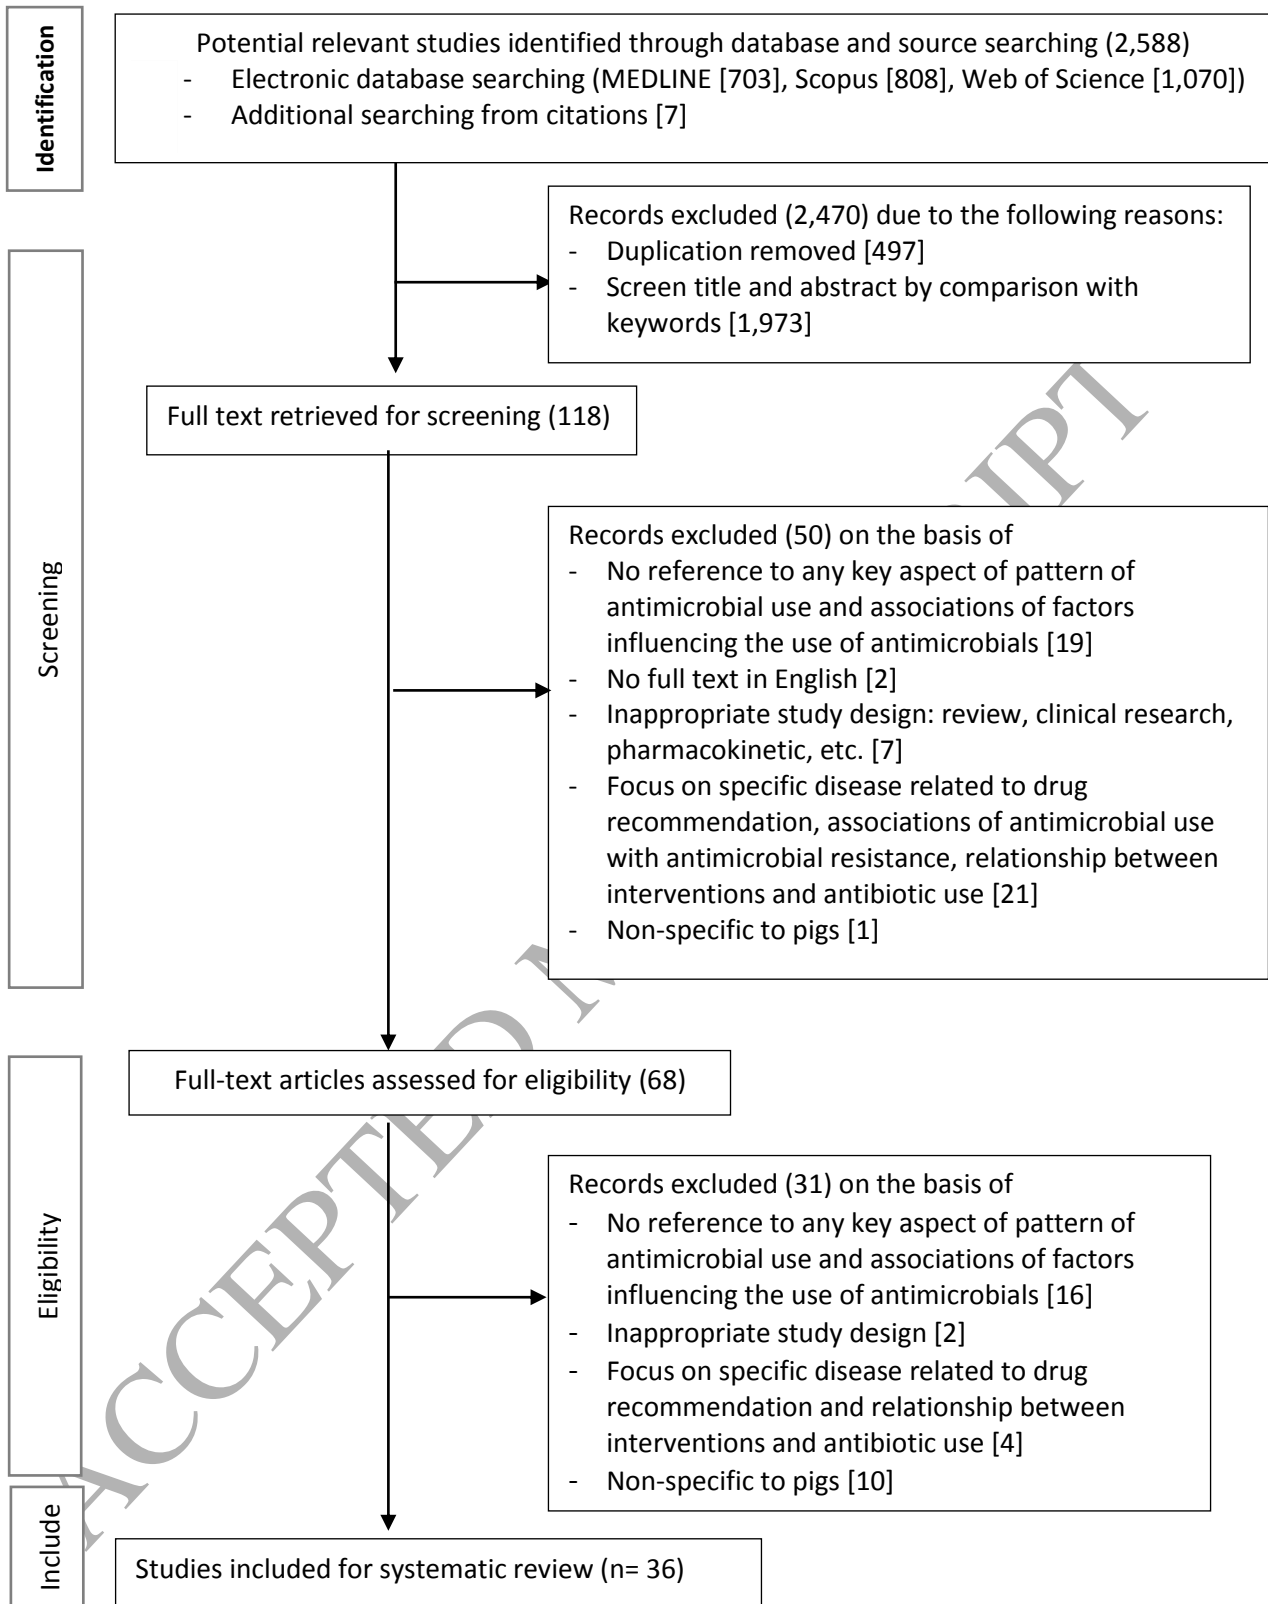 Identification
Potential relevant studies identified through database and source searching (2,588)
- Electronic database searching (MEDLINE [703], Scopus [808], Web of Science [1,070])
- Additional searching from citations [7]
Records excluded (2,470) due to the following reasons:
- Duplication removed [497]
- Screen title and abstract by comparison with
keywords [1,973]
Screening
Full text retrieved for screening (118)
Records excluded (50) on the basis of
- No reference to any key aspect of pattern of
antimicrobial use and associations of factors
influencing the use of antimicrobials [19]
- No full text in English [2]
- Inappropriate study design: review, clinical research,
pharmacokinetic, etc. [7]
- Focus on specific disease related to drug
recommendation, associations of antimicrobial use
with antimicrobial resistance, relationship between
interventions and antibiotic use [21]
- Non-specific to pigs [1]
Eligibility
Full-text articles assessed for eligibility (68)
Records excluded (31) on the basis of
- No reference to any key aspect of pattern of
antimicrobial use and associations of factors
influencing the use of antimicrobials [16]
- Inappropriate study design [2]
- Focus on specific disease related to drug
recommendation and relationship between
interventions and antibiotic use [4]
- Non-specific to pigs [10]
Include
Studies included for systematic review (n= 36)
ACCEPTED M IPT